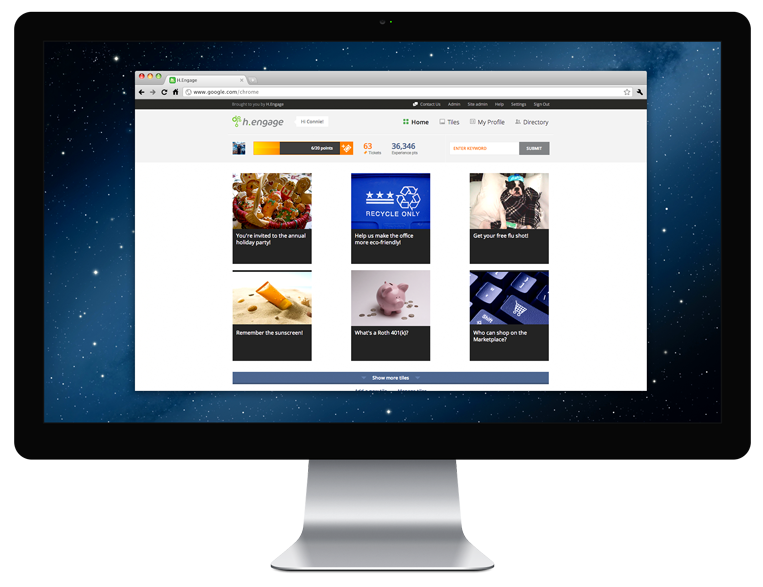 H.Engage
www.google.com/chrome
Brought to you by H.Engage
Contact Us Admin Site admin Help Settings Sign Out
h.engage
Hi Connie!
Home Tiles My Profile Directory
6/20 points
63
Tickets
36,346
Experience pts.
ENTER KEYWORD
SUBMIT
RECYCLE ONLY
You're invited to the annual
holiday party!
Help us make the office
more eco-friendly!
Get your free flu shot!
Shift
Remember the sunscreen!
What's a Roth 401(k)?
Who can shop on the
Marketplace?
Show more tiles